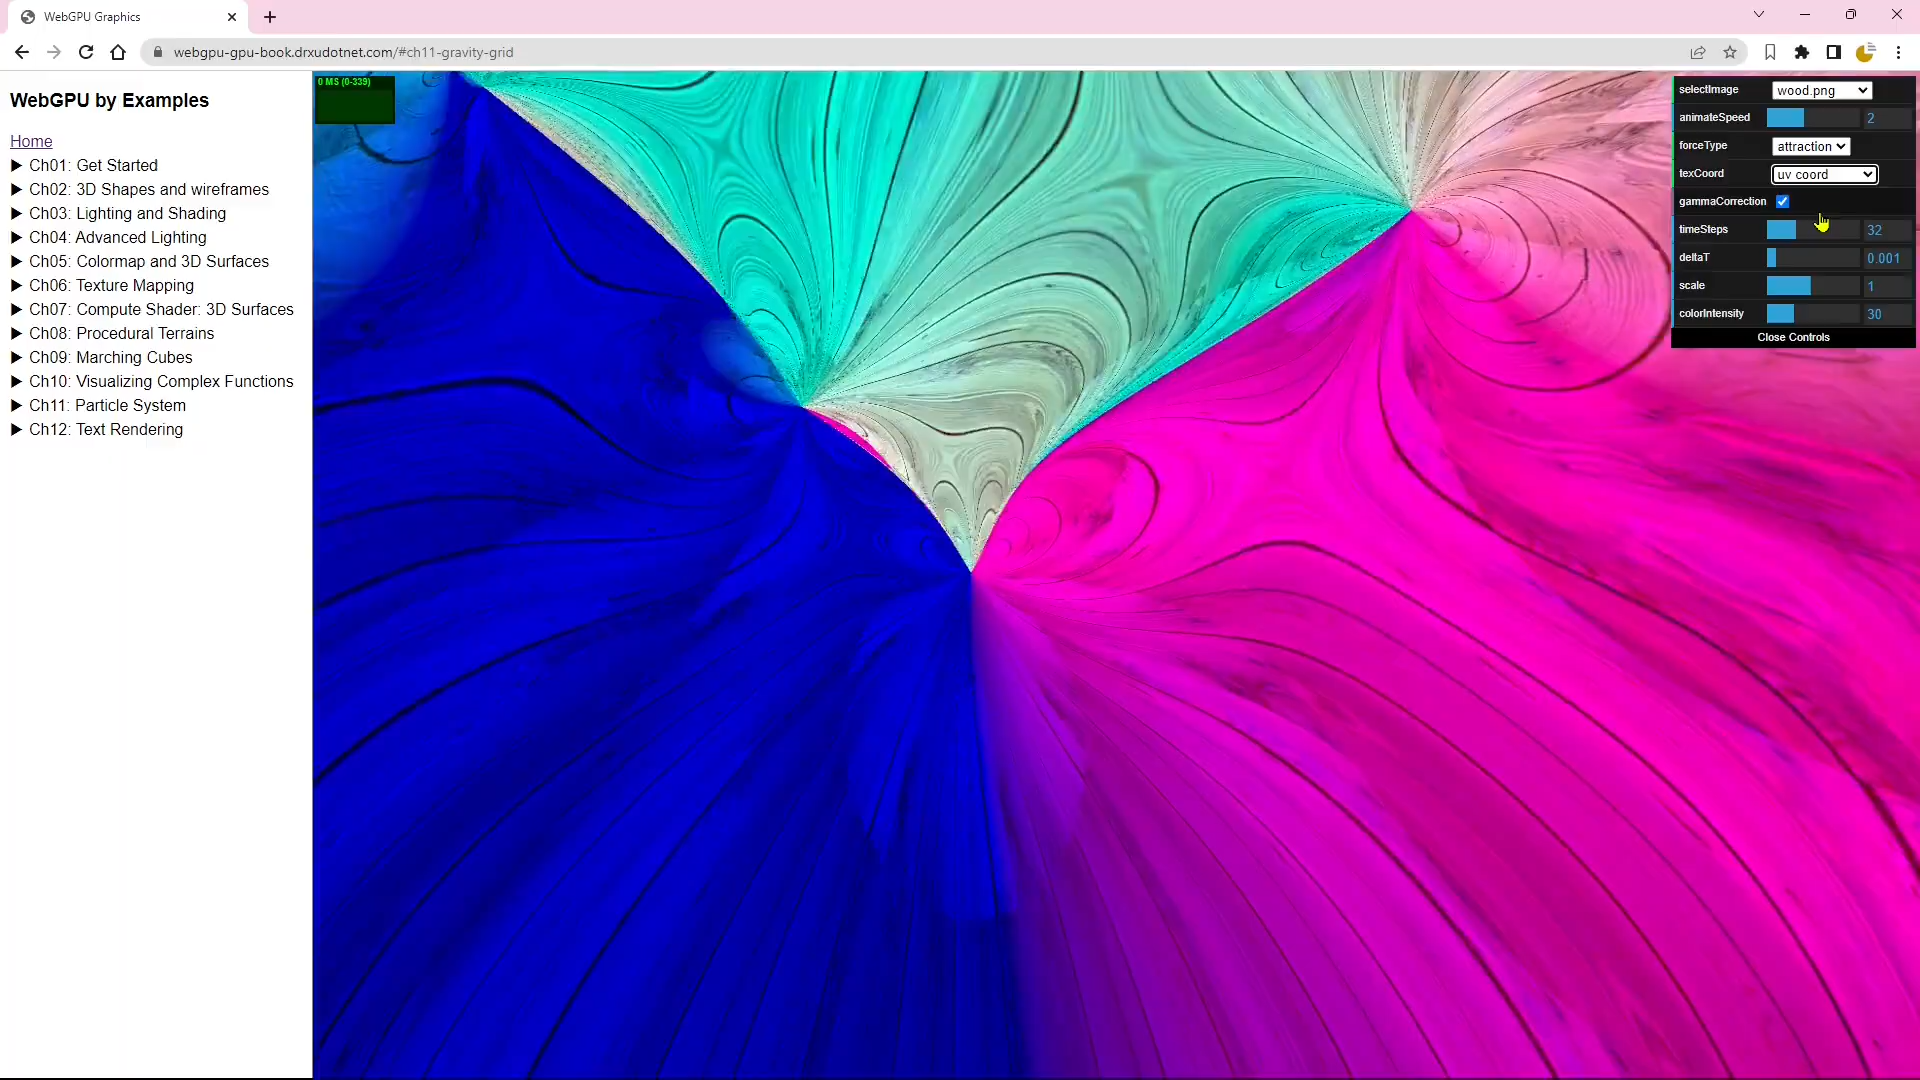 WebGPU Graphics
webgpu-gpu-book.drxudotnet.com/#ch11-gravity-grid
WebGPU by Examples
Home
Ch01: Get Started
Ch02: 3D Shapes and wireframes
Ch03: Lighting and Shading
Ch04: Advanced Lighting
Ch05: Colormap and 3D Surfaces
Ch06: Texture Mapping
Ch07: Compute Shader: 3D Surfaces
Ch08: Procedural Terrains
Ch09: Marching Cubes
Ch10: Visualizing Complex Functions
Ch11: Particle System
Ch12: Text Rendering
0 MS (0-339)
selectImage wood.png
animateSpeed 2
forceType attraction
texCoord uv coord
gammaCorrection
timeSteps 32
deltaT 0.001
scale 1
colorIntensity 30
Close Controls